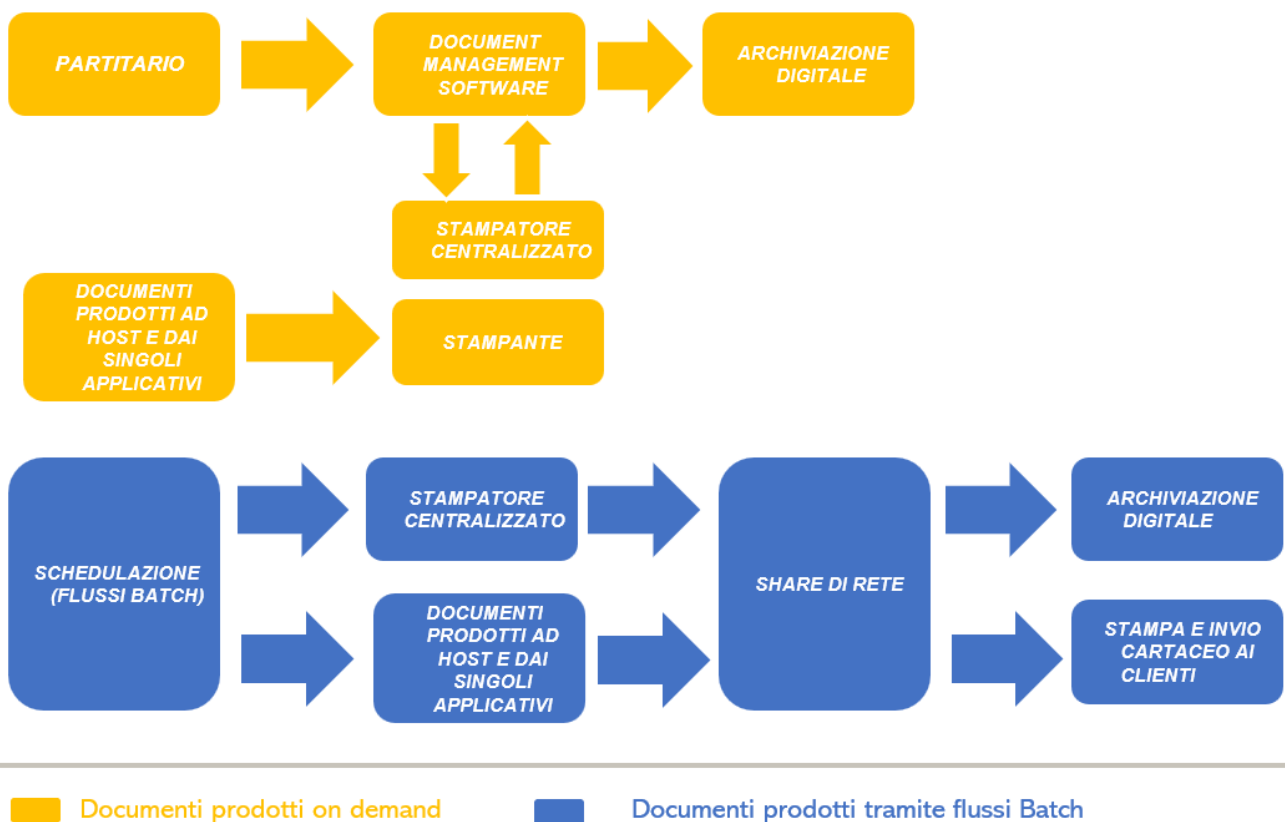 PARTITARIO
DOCUMENT
MANAGEMENT
SOFTWARE
ARCHIVIAZIONE
DIGITALE
STAMPATORE
CENTRALIZZATO
DOCUMENTI
PRODOTTI AD
HOST E DAI
SINGOLI
APPLICATIVI
STAMPANTE
SCHEDULAZIONE
(FLUSSI BATCH)
STAMPATORE
CENTRALIZZATO
DOCUMENTI
PRODOTTI AD
HOST E DAI
SINGOLI
APPLICATIVI
SHARE DI RETE
ARCHIVIAZIONE
DIGITALE
STAMPA E INVIO
CARTACEO AI
CLIENTI
Documenti prodotti on demand
Documenti prodotti tramite flussi Batch